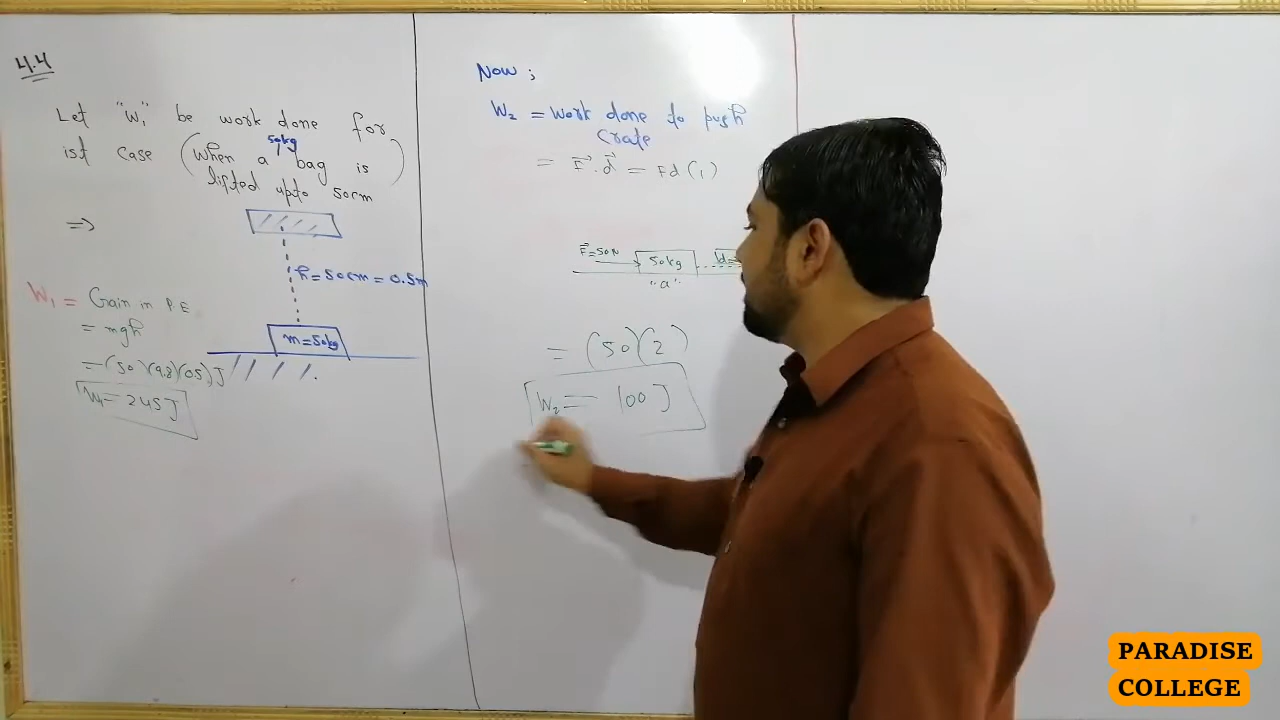 4.4
Let "W₁" be work done for
1st case (when a 50kg bag is
lifted upto 50cm)
⇒
h = 50cm = 0.5m
m = 50kg
W₁ = Gain in P E
= mgh
= (50)(9.8)(0.5) J
W₁ = 245 J
Now ;
W₂ = work done to push
crate
= F⃗ . d⃗ = Fd (1)
F⃗ = 50N
50kg
d=
"a"
= (50)(2)
W₂ = 100 J
PARADISE
COLLEGE